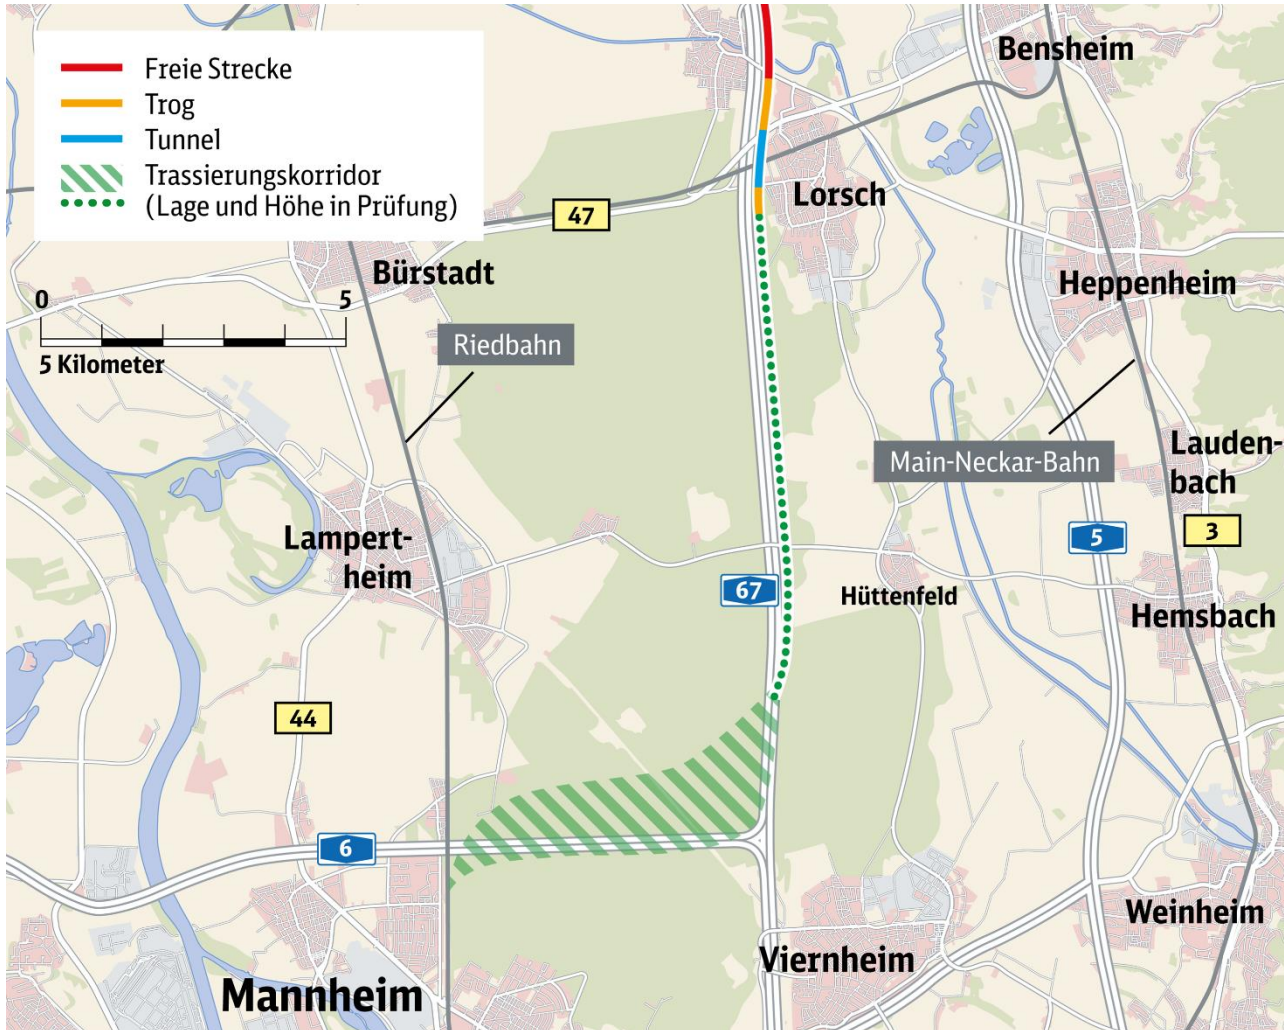 Freie Strecke
Trog
Tunnel
Trassierungskorridor
(Lage und Höhe in Prüfung)
Bensheim
Lorsch
47
Bürstadt
Heppenheim
0 5
5 Kilometer
Riedbahn
Main-Neckar-Bahn
Lauden-
bach
3
5
Lampert-
heim
67
Hüttenfeld
Hemsbach
44
6
Weinheim
Viernheim
Mannheim